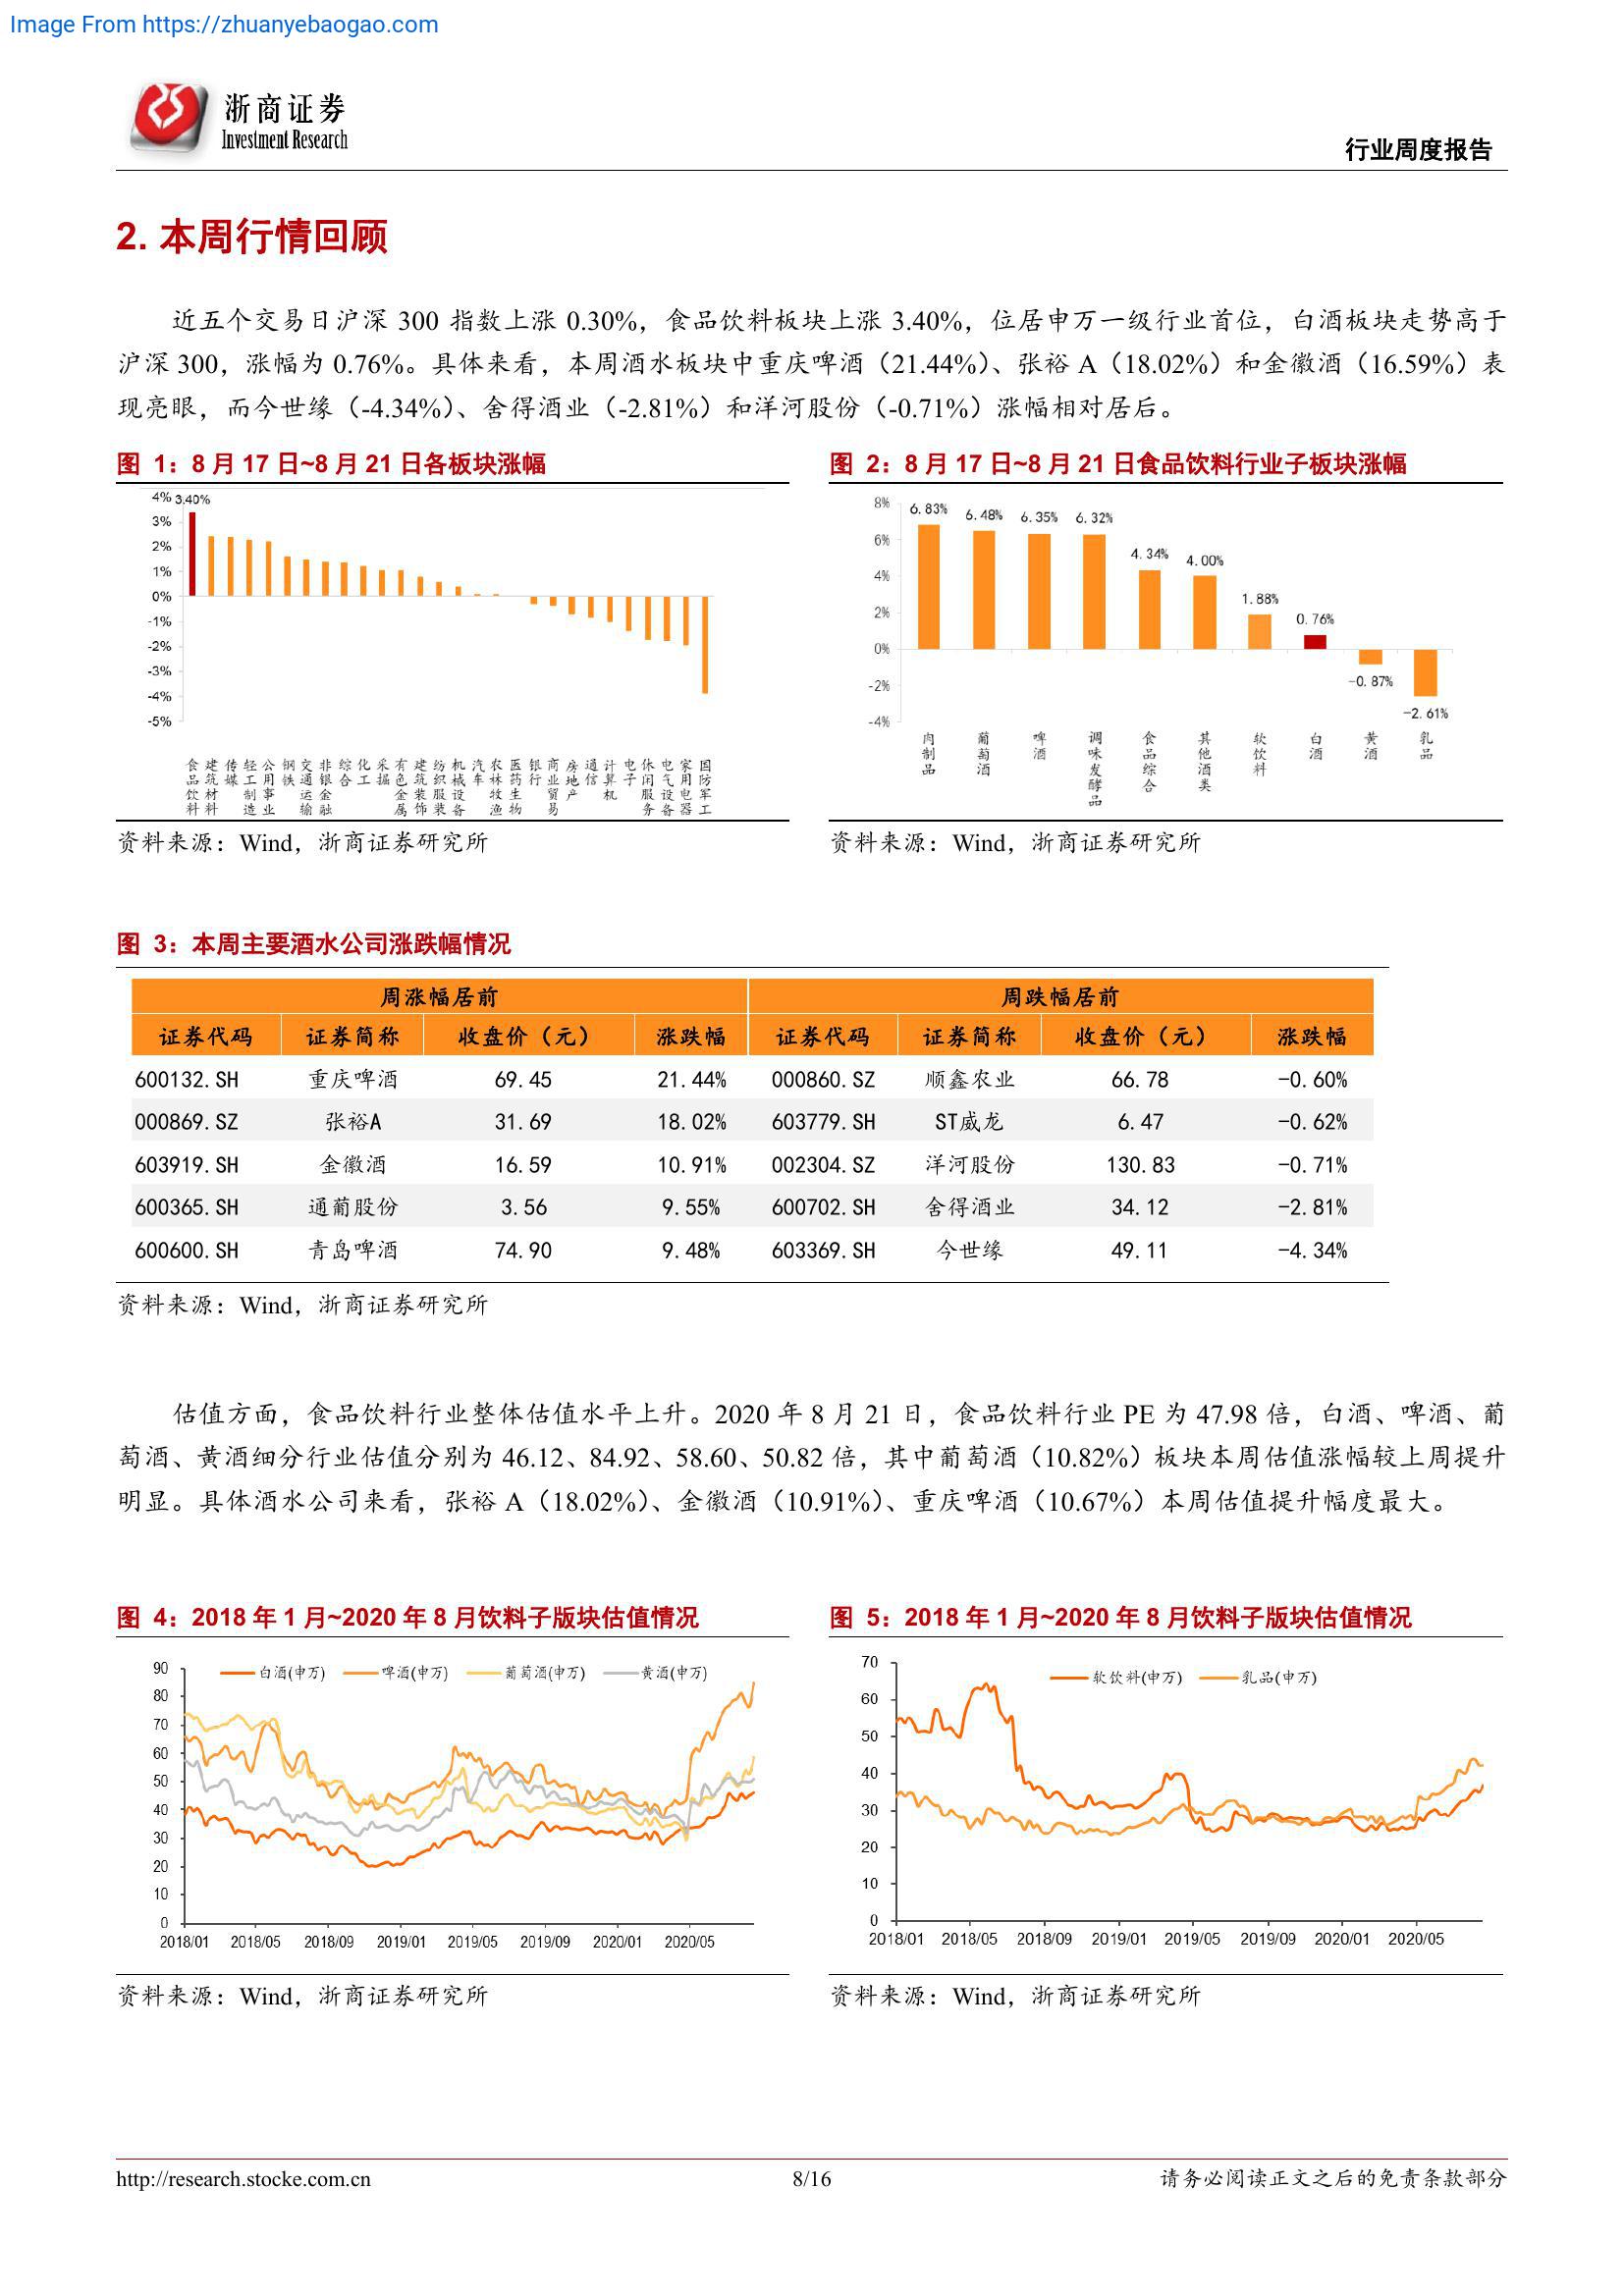 Image From https://zhuanyebaogao.com
浙商证券
Investment Research
行业周度报告
2. 本周行情回顾
近五个交易日沪深 300 指数上涨 0.30%，食品饮料板块上涨 3.40%，位居申万一级行业首位，白酒板块走势高于
沪深 300，涨幅为 0.76%。具体来看，本周酒水板块中重庆啤酒（21.44%）、张裕 A（18.02%）和金徽酒（16.59%）表
现亮眼，而今世缘（-4.34%）、舍得酒业（-2.81%）和洋河股份（-0.71%）涨幅相对居后。
图 1：8 月 17 日~8 月 21 日各板块涨幅
4%
3.40%
3%
2%
1%
0%
-1%
-2%
-3%
-4%
-5%
食品饮料 建筑材料 传媒 轻工制造 公用事业 钢铁 交通运输 非银金融 综合 化工 采掘 有色金属 建筑装饰 纺织服装 机械设备 汽车 农林牧渔 医药生物 银行 商业贸易 房地产 通信 计算机 电子 休闲服务 电气设备 家用电器 国防军工
资料来源：Wind，浙商证券研究所
图 2：8 月 17 日~8 月 21 日食品饮料行业子板块涨幅
8%
6%
4%
2%
0%
-2%
-4%
6.83% 6.48% 6.35% 6.32% 4.34% 4.00% 1.88% 0.76% -0.87% -2.61%
肉制品 葡萄酒 啤酒 调味发酵品 食品综合 其他酒类 软饮料 白酒 黄酒 乳品
资料来源：Wind，浙商证券研究所
图 3：本周主要酒水公司涨跌幅情况
周涨幅居前 周跌幅居前
证券代码 证券简称 收盘价（元） 涨跌幅 证券代码 证券简称 收盘价（元） 涨跌幅
600132.SH 重庆啤酒 69.45 21.44% 000860.SZ 顺鑫农业 66.78 -0.60%
000869.SZ 张裕A 31.69 18.02% 603779.SH ST威龙 6.47 -0.62%
603919.SH 金徽酒 16.59 10.91% 002304.SZ 洋河股份 130.83 -0.71%
600365.SH 通葡股份 3.56 9.55% 600702.SH 舍得酒业 34.12 -2.81%
600600.SH 青岛啤酒 74.90 9.48% 603369.SH 今世缘 49.11 -4.34%
资料来源：Wind，浙商证券研究所
估值方面，食品饮料行业整体估值水平上升。2020 年 8 月 21 日，食品饮料行业 PE 为 47.98 倍，白酒、啤酒、葡
萄酒、黄酒细分行业估值分别为 46.12、84.92、58.60、50.82 倍，其中葡萄酒（10.82%）板块本周估值涨幅较上周提升
明显。具体酒水公司来看，张裕 A（18.02%）、金徽酒（10.91%）、重庆啤酒（10.67%）本周估值提升幅度最大。
图 4：2018 年 1 月~2020 年 8 月饮料子版块估值情况
白酒(申万) 啤酒(申万) 葡萄酒(申万) 黄酒(申万)
90
80
70
60
50
40
30
20
10
0
2018/01 2018/05 2018/09 2019/01 2019/05 2019/09 2020/01 2020/05
资料来源：Wind，浙商证券研究所
图 5：2018 年 1 月~2020 年 8 月饮料子版块估值情况
软饮料(申万) 乳品(申万)
70
60
50
40
30
20
10
0
2018/01 2018/05 2018/09 2019/01 2019/05 2019/09 2020/01 2020/05
资料来源：Wind，浙商证券研究所
http://research.stocke.com.cn
8/16
请务必阅读正文之后的免责条款部分